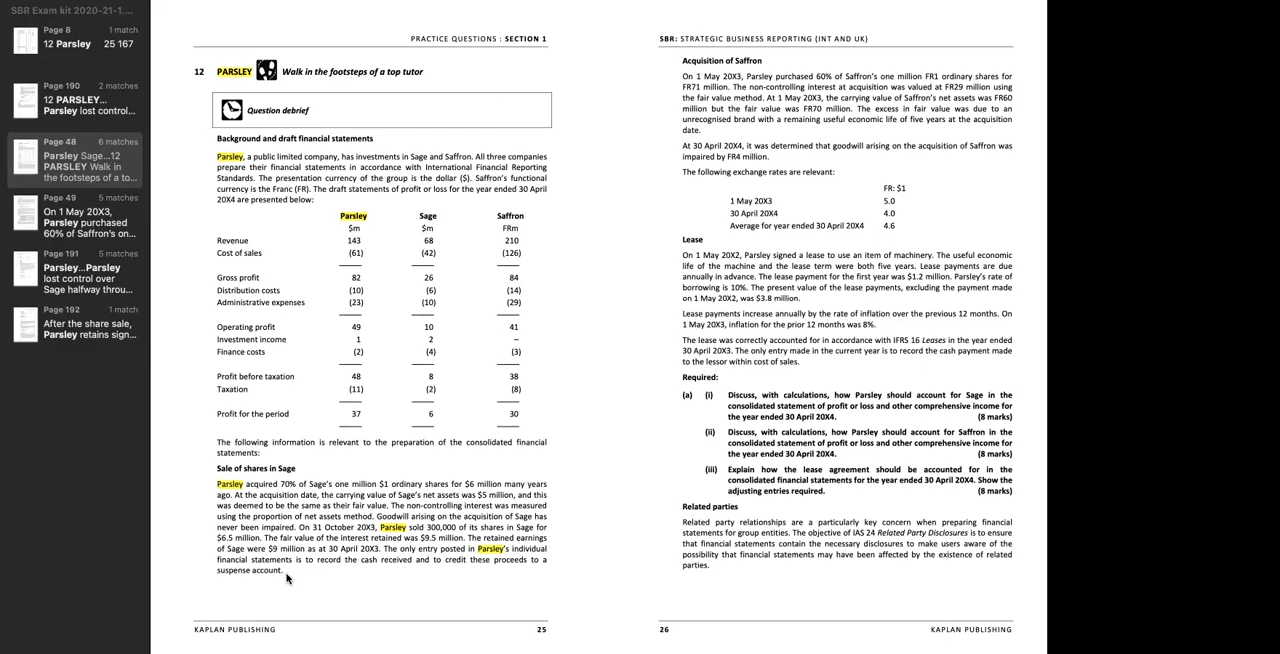 SBR Exam kit 2020-21-1....
Page 8 1 match
12 Parsley 25 167
Page 190 2 matches
12 PARSLEY...
Parsley lost control...
Page 48 6 matches
Parsley Sage...12
PARSLEY Walk in
the footsteps of a to...
Page 49 5 matches
On 1 May 20X3,
Parsley purchased
60% of Saffron's on...
Page 191 5 matches
Parsley...Parsley
lost control over
Sage halfway throu...
Page 192 1 match
After the share sale,
Parsley retains sign...
PRACTICE QUESTIONS : SECTION 1
12 PARSLEY Walk in the footsteps of a top tutor
Question debrief
Background and draft financial statements
Parsley, a public limited company, has investments in Sage and Saffron. All three companies
prepare their financial statements in accordance with International Financial Reporting
Standards. The presentation currency of the group is the dollar ($). Saffron's functional
currency is the Franc (FR). The draft statements of profit or loss for the year ended 30 April
20X4 are presented below:
Parsley Sage Saffron
$m $m FRm
Revenue 143 68 210
Cost of sales (61) (42) (126)
Gross profit 82 26 84
Distribution costs (10) (6) (14)
Administrative expenses (23) (10) (29)
Operating profit 49 10 41
Investment income 1 2 –
Finance costs (2) (4) (3)
Profit before taxation 48 8 38
Taxation (11) (2) (8)
Profit for the period 37 6 30
The following information is relevant to the preparation of the consolidated financial
statements:
Sale of shares in Sage
Parsley acquired 70% of Sage's one million $1 ordinary shares for $6 million many years
ago. At the acquisition date, the carrying value of Sage's net assets was $5 million, and this
was deemed to be the same as their fair value. The non-controlling interest was measured
using the proportion of net assets method. Goodwill arising on the acquisition of Sage has
never been impaired. On 31 October 20X3, Parsley sold 300,000 of its shares in Sage for
$6.5 million. The fair value of the interest retained was $9.5 million. The retained earnings
of Sage were $9 million as at 30 April 20X3. The only entry posted in Parsley's individual
financial statements is to record the cash received and to credit these proceeds to a
suspense account.
KAPLAN PUBLISHING 25
SBR: STRATEGIC BUSINESS REPORTING (INT AND UK)
Acquisition of Saffron
On 1 May 20X3, Parsley purchased 60% of Saffron's one million FR1 ordinary shares for
FR71 million. The non-controlling interest at acquisition was valued at FR29 million using
the fair value method. At 1 May 20X3, the carrying value of Saffron's net assets was FR60
million but the fair value was FR70 million. The excess in fair value was due to an
unrecognised brand with a remaining useful economic life of five years at the acquisition
date.
At 30 April 20X4, it was determined that goodwill arising on the acquisition of Saffron was
impaired by FR4 million.
The following exchange rates are relevant:
FR: $1
1 May 20X3 5.0
30 April 20X4 4.0
Average for year ended 30 April 20X4 4.6
Lease
On 1 May 20X2, Parsley signed a lease to use an item of machinery. The useful economic
life of the machine and the lease term were both five years. Lease payments are due
annually in advance. The lease payment for the first year was $1.2 million. Parsley's rate of
borrowing is 10%. The present value of the lease payments, excluding the payment made
on 1 May 20X2, was $3.8 million.
Lease payments increase annually by the rate of inflation over the previous 12 months. On
1 May 20X3, inflation for the prior 12 months was 8%.
The lease was correctly accounted for in accordance with IFRS 16 Leases in the year ended
30 April 20X3. The only entry made in the current year is to record the cash payment made
to the lessor within cost of sales.
Required:
(a) (i) Discuss, with calculations, how Parsley should account for Sage in the
consolidated statement of profit or loss and other comprehensive income for
the year ended 30 April 20X4. (8 marks)
(ii) Discuss, with calculations, how Parsley should account for Saffron in the
consolidated statement of profit or loss and other comprehensive income for
the year ended 30 April 20X4. (8 marks)
(iii) Explain how the lease agreement should be accounted for in the
consolidated financial statements for the year ended 30 April 20X4. Show the
adjusting entries required. (8 marks)
Related parties
Related party relationships are a particularly key concern when preparing financial
statements for group entities. The objective of IAS 24 Related Party Disclosures is to ensure
that financial statements contain the necessary disclosures to make users aware of the
possibility that financial statements may have been affected by the existence of related
parties.
26 KAPLAN PUBLISHING